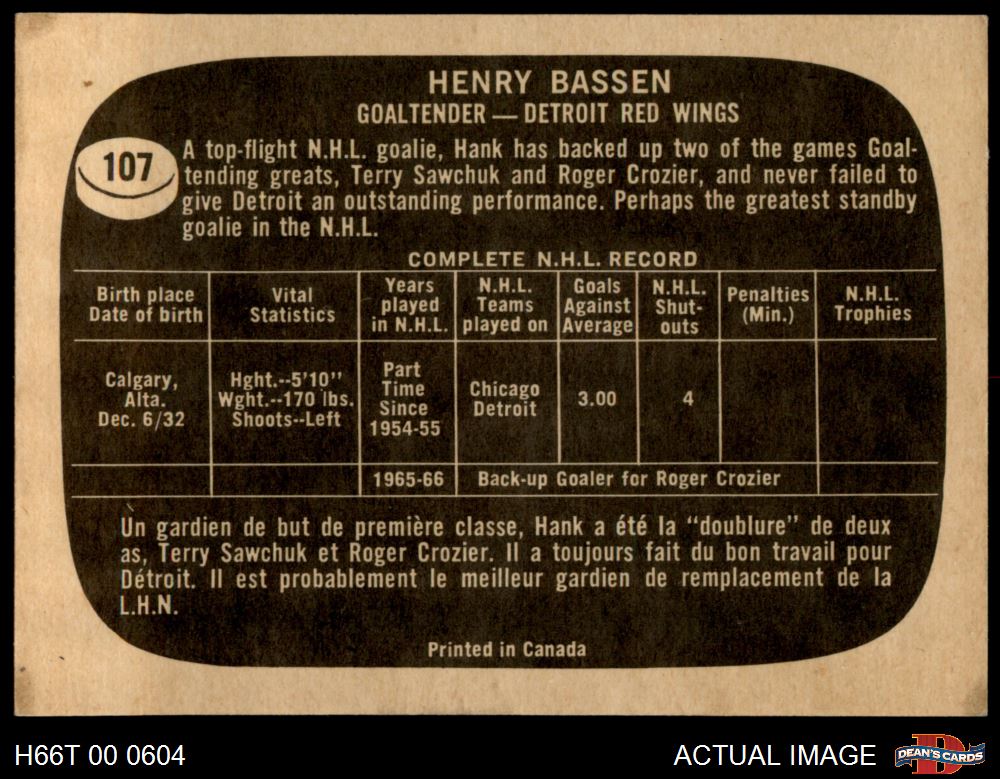 HENRY BASSEN
GOALTENDER — DETROIT RED WINGS
107
A top-flight N.H.L. goalie, Hank has backed up two of the games Goal-
tending greats, Terry Sawchuk and Roger Crozier, and never failed to
give Detroit an outstanding performance. Perhaps the greatest standby
goalie in the N.H.L.
COMPLETE N.H.L. RECORD
Birth place
Date of birth
Vital
Statistics
Years
played
in N.H.L.
N.H.L.
Teams
played on
Goals
Against
Average
N.H.L.
Shut-
outs
Penalties
(Min.)
N.H.L.
Trophies
Calgary,
Alta.
Dec. 6/32
Hght.--5'10"
Wght.--170 lbs.
Shoots--Left
Part
Time
Since
1954-55
Chicago
Detroit
3.00
4
1965-66
Back-up Goaler for Roger Crozier
Un gardien de but de première classe, Hank a été la “doublure” de deux
as, Terry Sawchuk et Roger Crozier. Il a toujours fait du bon travail pour
Détroit. Il est probablement le meilleur gardien de remplacement de la
L.H.N.
Printed in Canada
H66T 00 0604
ACTUAL IMAGE
DEAN'S CARDS